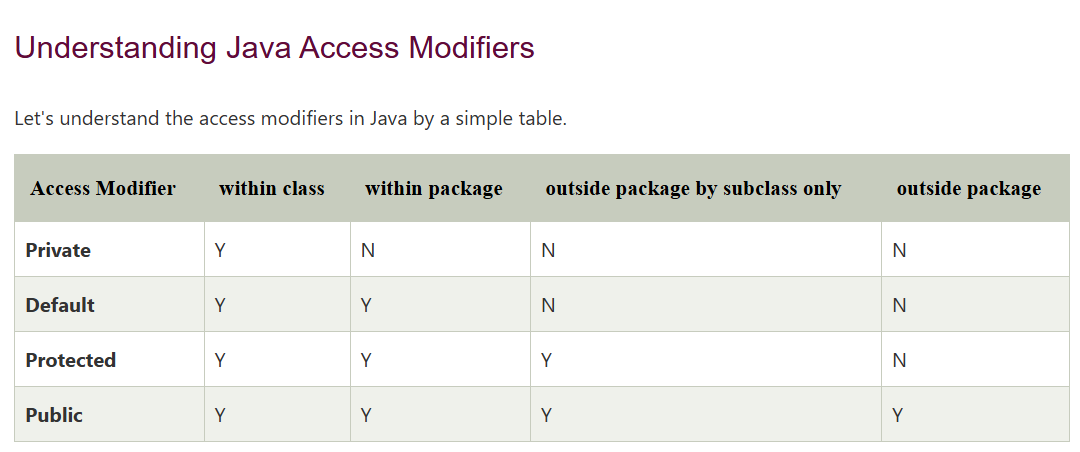 Understanding Java Access Modifiers
Let's understand the access modifiers in Java by a simple table.
Access Modifier within class within package outside package by subclass only outside package
Private Y N N N
Default Y Y N N
Protected Y Y Y N
Public Y Y Y Y